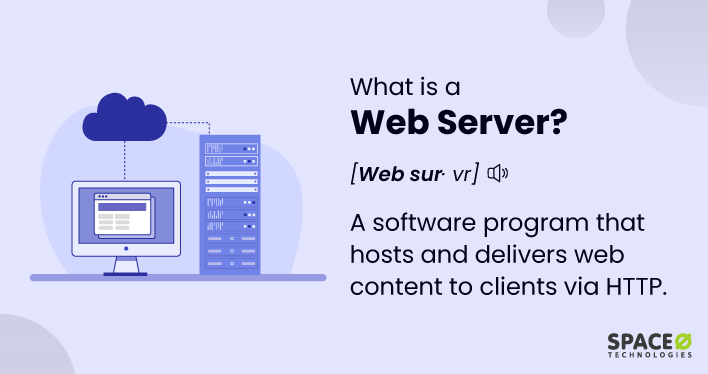 What is a
Web Server?
[Web sur· vr]
A software program that
hosts and delivers web
content to clients via HTTP.
SPACEØ
TECHNOLOGIES